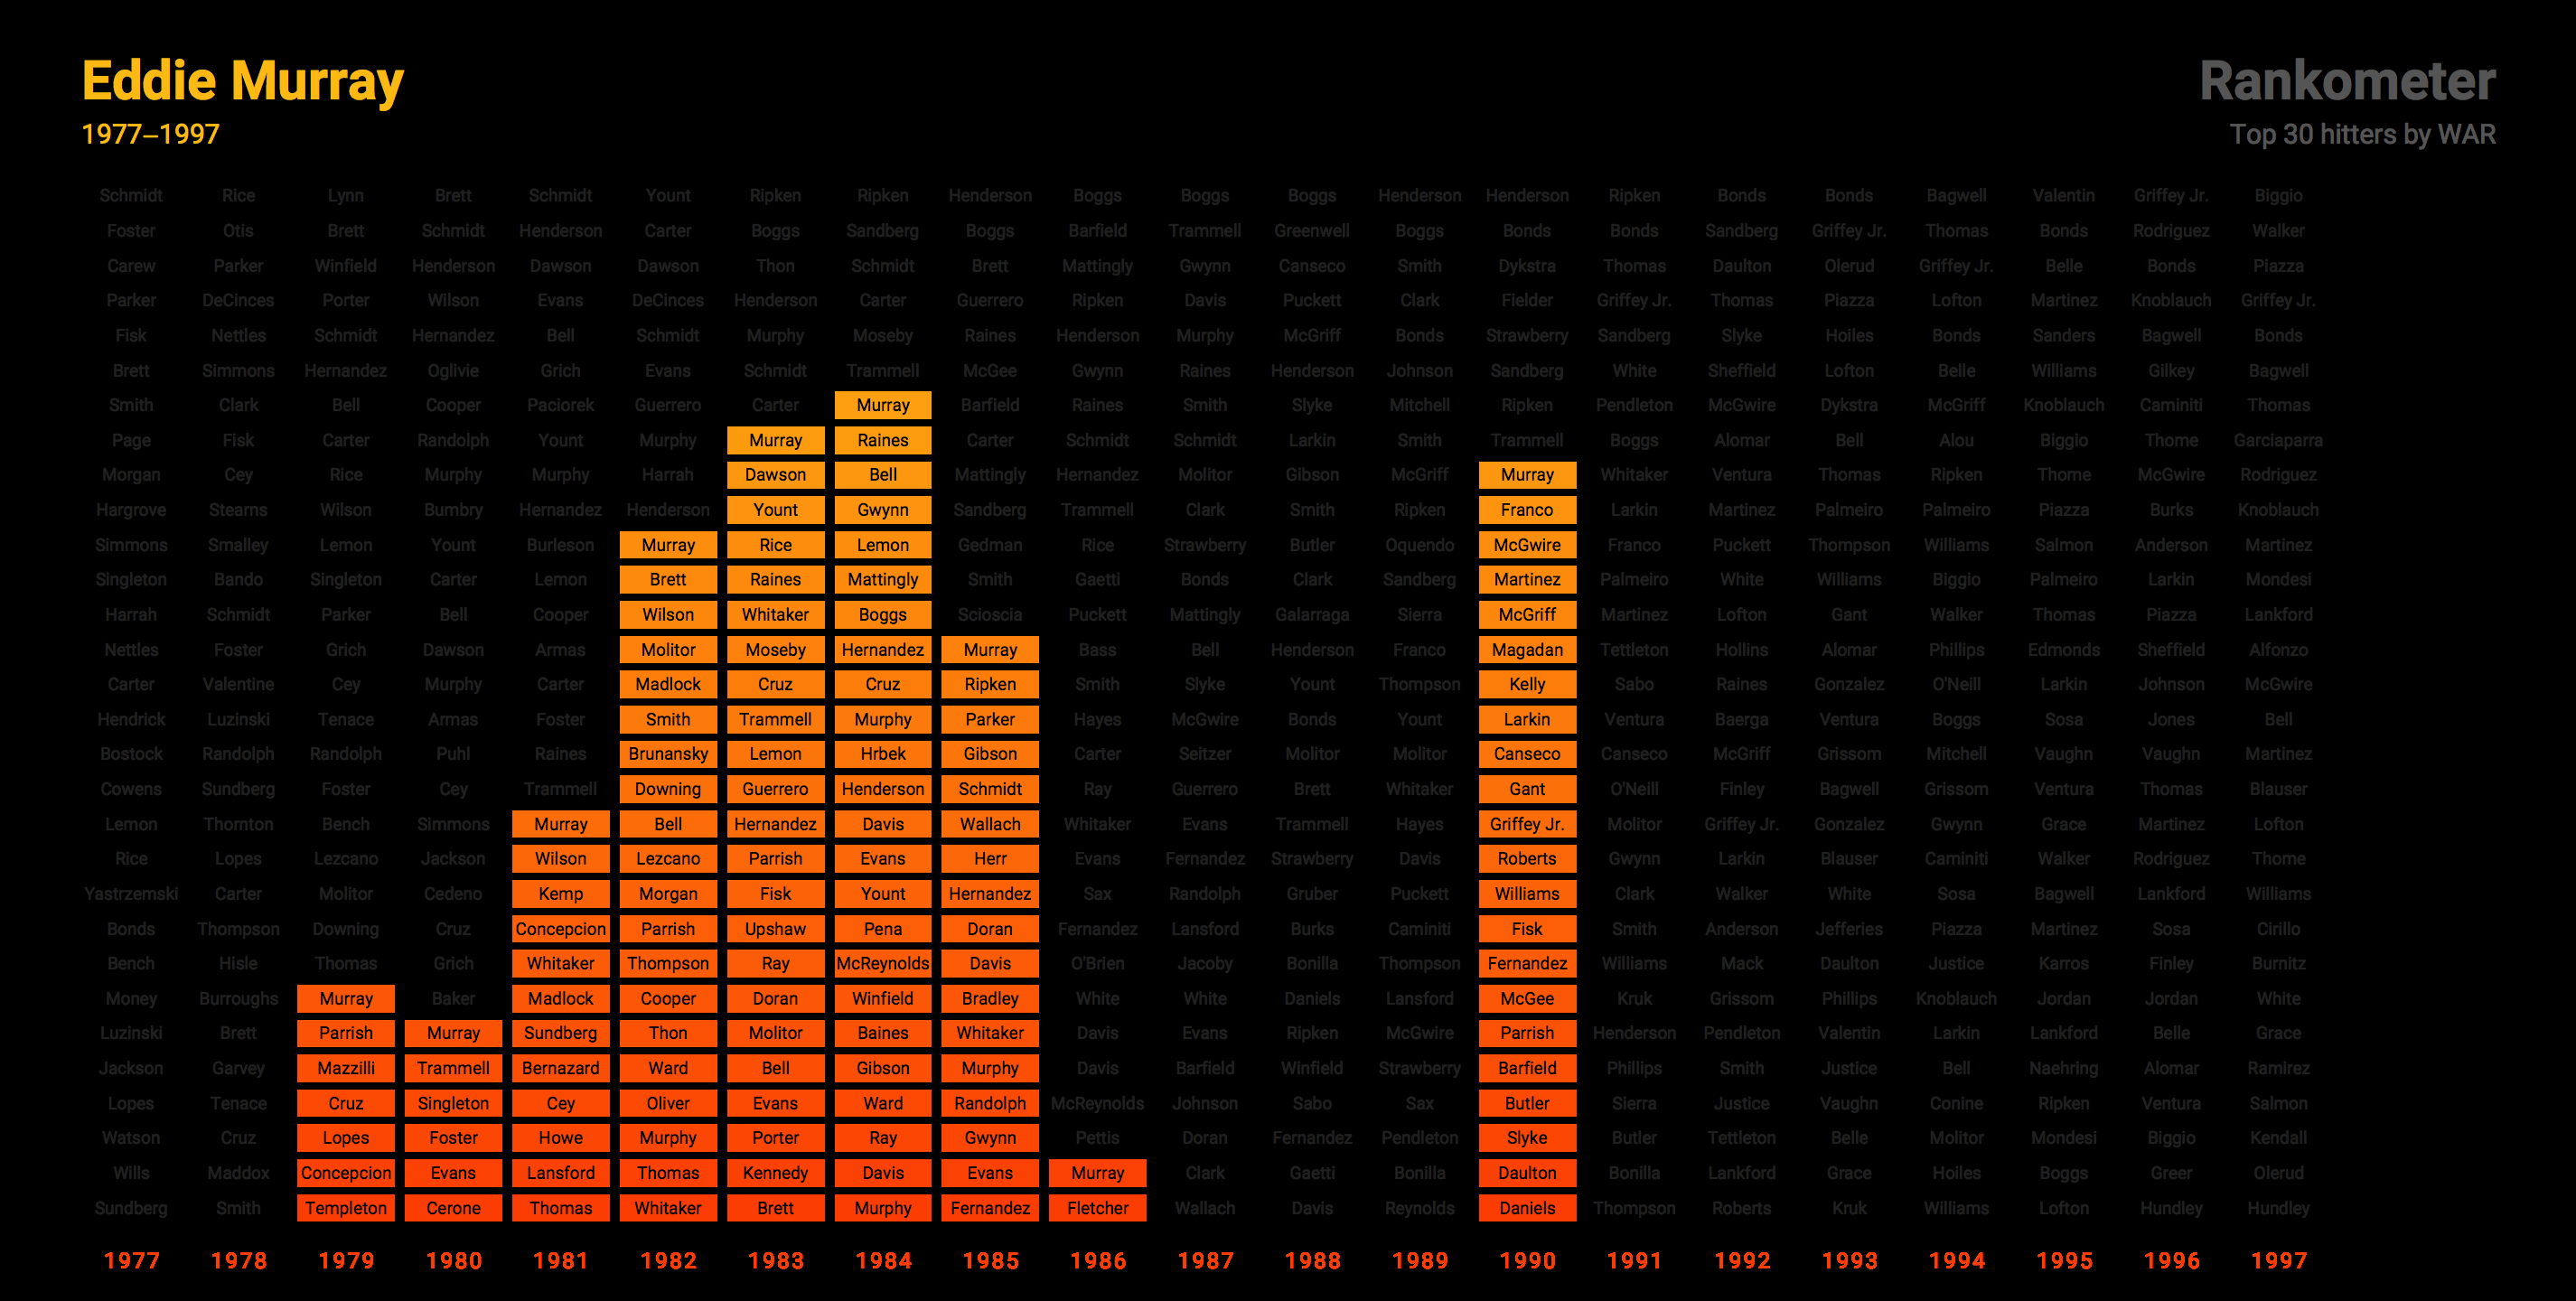 Eddie Murray
1977–1997
Rankometer
Top 30 hitters by WAR
Schmidt Rice Lynn Brett Schmidt Yount Ripken Ripken Henderson Boggs Boggs Boggs Henderson Henderson Ripken Bonds Bonds Bagwell Valentin Griffey Jr. Biggio
Foster Otis Brett Schmidt Henderson Carter Boggs Sandberg Boggs Barfield Trammell Greenwell Boggs Bonds Bonds Sandberg Griffey Jr. Thomas Bonds Rodriguez Walker
Carew Parker Winfield Henderson Dawson Dawson Thon Schmidt Brett Mattingly Gwynn Canseco Smith Dykstra Thomas Daulton Olerud Griffey Jr. Belle Bonds Piazza
Parker DeCinces Porter Wilson Evans DeCinces Henderson Carter Guerrero Ripken Davis Puckett Clark Fielder Griffey Jr. Thomas Piazza Lofton Martinez Knoblauch Griffey Jr.
Fisk Nettles Schmidt Hernandez Bell Schmidt Murphy Moseby Raines Henderson Murphy McGriff Bonds Strawberry Sandberg Slyke Hoiles Bonds Sanders Bagwell Bonds
Brett Simmons Hernandez Oglivie Grich Evans Schmidt Trammell McGee Gwynn Raines Henderson Johnson Sandberg White Sheffield Lofton Belle Williams Gilkey Bagwell
Smith Clark Bell Cooper Paciorek Guerrero Carter Murray Barfield Raines Smith Slyke Mitchell Ripken Pendleton McGwire Dykstra McGriff Knoblauch Caminiti Thomas
Page Fisk Carter Randolph Yount Murphy Murray Raines Carter Schmidt Schmidt Larkin Smith Trammell Boggs Alomar Bell Alou Biggio Thome Garciaparra
Morgan Cey Rice Murphy Murphy Harrah Dawson Bell Mattingly Hernandez Molitor Gibson McGriff Murray Whitaker Ventura Thomas Ripken Thome McGwire Rodriguez
Hargrove Stearns Wilson Bumbry Hernandez Henderson Yount Gwynn Sandberg Trammell Clark Smith Ripken Franco Larkin Martinez Palmeiro Palmeiro Piazza Burks Knoblauch
Simmons Smalley Lemon Yount Burleson Murray Rice Lemon Gedman Rice Strawberry Butler Oquendo McGwire Franco Puckett Thompson Williams Salmon Anderson Martinez
Singleton Bando Singleton Carter Lemon Brett Raines Mattingly Smith Gaetti Bonds Clark Sandberg Martinez Palmeiro White Williams Biggio Palmeiro Larkin Mondesi
Harrah Schmidt Parker Bell Cooper Wilson Whitaker Boggs Scioscia Puckett Mattingly Galarraga Sierra McGriff Martinez Lofton Gant Walker Thomas Piazza Lankford
Nettles Foster Grich Dawson Armas Molitor Moseby Hernandez Murray Bass Bell Henderson Franco Magadan Tettleton Hollins Alomar Phillips Edmonds Sheffield Alfonzo
Carter Valentine Cey Murphy Carter Madlock Cruz Cruz Ripken Smith Slyke Yount Thompson Kelly Sabo Raines Gonzalez O'Neill Larkin Johnson McGwire
Hendrick Luzinski Tenace Armas Foster Smith Trammell Murphy Parker Hayes McGwire Bonds Yount Larkin Ventura Baerga Ventura Boggs Sosa Jones Bell
Bostock Randolph Randolph Puhl Raines Brunansky Lemon Hrbek Gibson Carter Seitzer Molitor Molitor Canseco Canseco McGriff Grissom Mitchell Vaughn Vaughn Martinez
Cowens Sundberg Foster Cey Trammell Downing Guerrero Henderson Schmidt Ray Guerrero Brett Whitaker Gant O'Neill Finley Bagwell Grissom Ventura Thomas Blauser
Lemon Thornton Bench Simmons Murray Bell Hernandez Davis Wallach Whitaker Evans Trammell Hayes Griffey Jr. Molitor Griffey Jr. Gonzalez Gwynn Grace Martinez Lofton
Rice Lopes Lezcano Jackson Wilson Lezcano Parrish Evans Herr Evans Fernandez Strawberry Davis Roberts Gwynn Larkin Blauser Caminiti Walker Rodriguez Thome
Yastrzemski Carter Molitor Cedeno Kemp Morgan Fisk Yount Hernandez Sax Randolph Gruber Puckett Williams Clark Walker White Sosa Bagwell Lankford Williams
Bonds Thompson Downing Cruz Concepcion Parrish Upshaw Pena Doran Fernandez Lansford Burks Caminiti Fisk Smith Anderson Jefferies Piazza Martinez Sosa Cirillo
Bench Hisle Thomas Grich Whitaker Thompson Ray McReynolds Davis O'Brien Jacoby Bonilla Thompson Fernandez Williams Mack Daulton Justice Karros Finley Burnitz
Money Burroughs Murray Baker Madlock Cooper Doran Winfield Bradley White White Daniels Lansford McGee Kruk Grissom Phillips Knoblauch Jordan Jordan White
Luzinski Brett Parrish Murray Sundberg Thon Molitor Baines Whitaker Davis Evans Ripken McGwire Parrish Henderson Pendleton Valentin Larkin Lankford Belle Grace
Jackson Garvey Mazzilli Trammell Bernazard Ward Bell Gibson Murphy Davis Barfield Winfield Strawberry Barfield Phillips Smith Justice Bell Naehring Alomar Ramirez
Lopes Tenace Cruz Singleton Cey Oliver Evans Ward Randolph McReynolds Johnson Sabo Sax Butler Sierra Justice Vaughn Conine Ripken Ventura Salmon
Watson Cruz Lopes Foster Howe Murphy Porter Ray Gwynn Pettis Doran Fernandez Pendleton Slyke Butler Tettleton Belle Molitor Mondesi Biggio Kendall
Wills Maddox Concepcion Evans Lansford Thomas Kennedy Davis Evans Murray Clark Gaetti Bonilla Daulton Bonilla Lankford Grace Hoiles Boggs Greer Olerud
Sundberg Smith Templeton Cerone Thomas Whitaker Brett Murphy Fernandez Fletcher Wallach Davis Reynolds Daniels Thompson Roberts Kruk Williams Lofton Hundley Hundley
1977 1978 1979 1980 1981 1982 1983 1984 1985 1986 1987 1988 1989 1990 1991 1992 1993 1994 1995 1996 1997